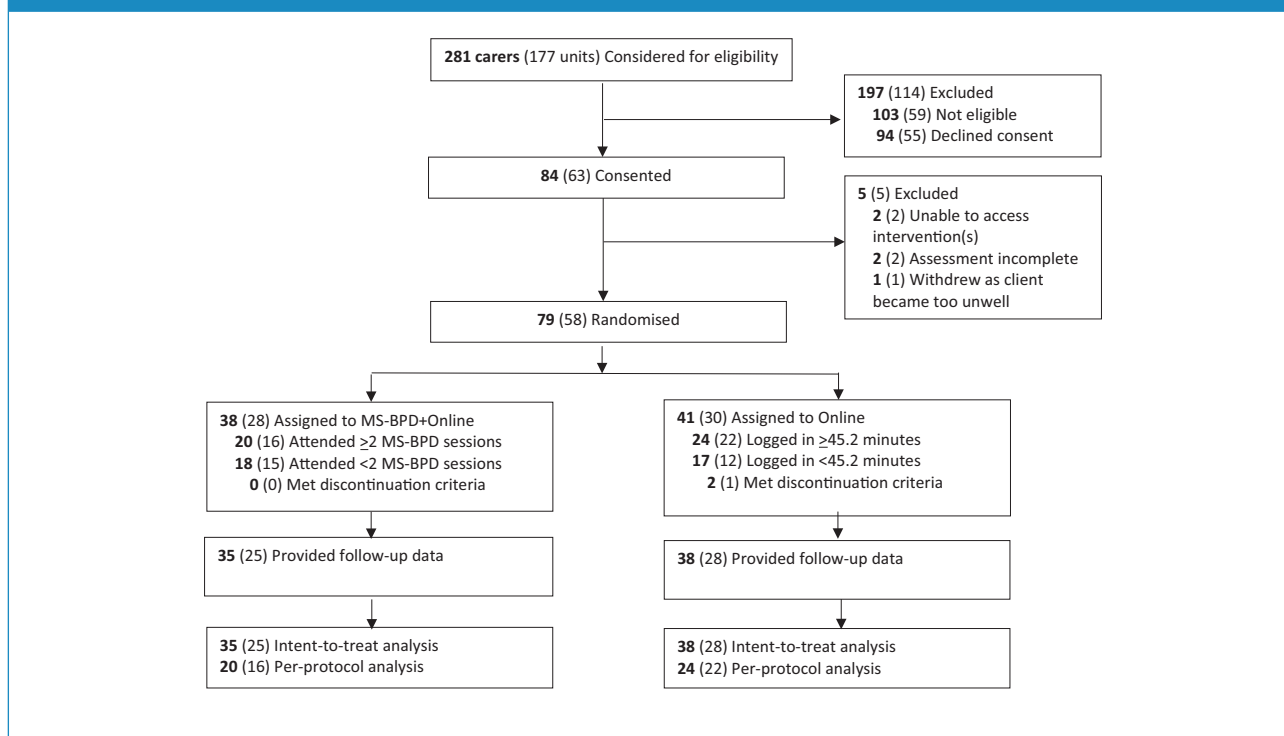 281 carers (177 units) Considered for eligibility
197 (114) Excluded
103 (59) Not eligible
94 (55) Declined consent
84 (63) Consented
5 (5) Excluded
2 (2) Unable to access
intervention(s)
2 (2) Assessment incomplete
1 (1) Withdrew as client
became too unwell
79 (58) Randomised
38 (28) Assigned to MS-BPD+Online
20 (16) Attended ≥2 MS-BPD sessions
18 (15) Attended <2 MS-BPD sessions
0 (0) Met discontinuation criteria
41 (30) Assigned to Online
24 (22) Logged in ≥45.2 minutes
17 (12) Logged in <45.2 minutes
2 (1) Met discontinuation criteria
35 (25) Provided follow-up data
38 (28) Provided follow-up data
35 (25) Intent-to-treat analysis
20 (16) Per-protocol analysis
38 (28) Intent-to-treat analysis
24 (22) Per-protocol analysis